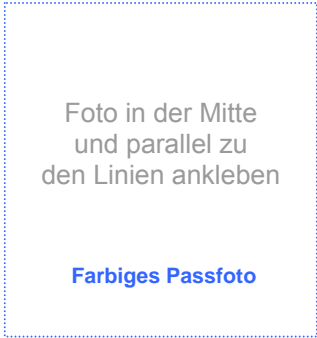 Foto in der Mitte
und parallel zu
den Linien ankleben
Farbiges Passfoto